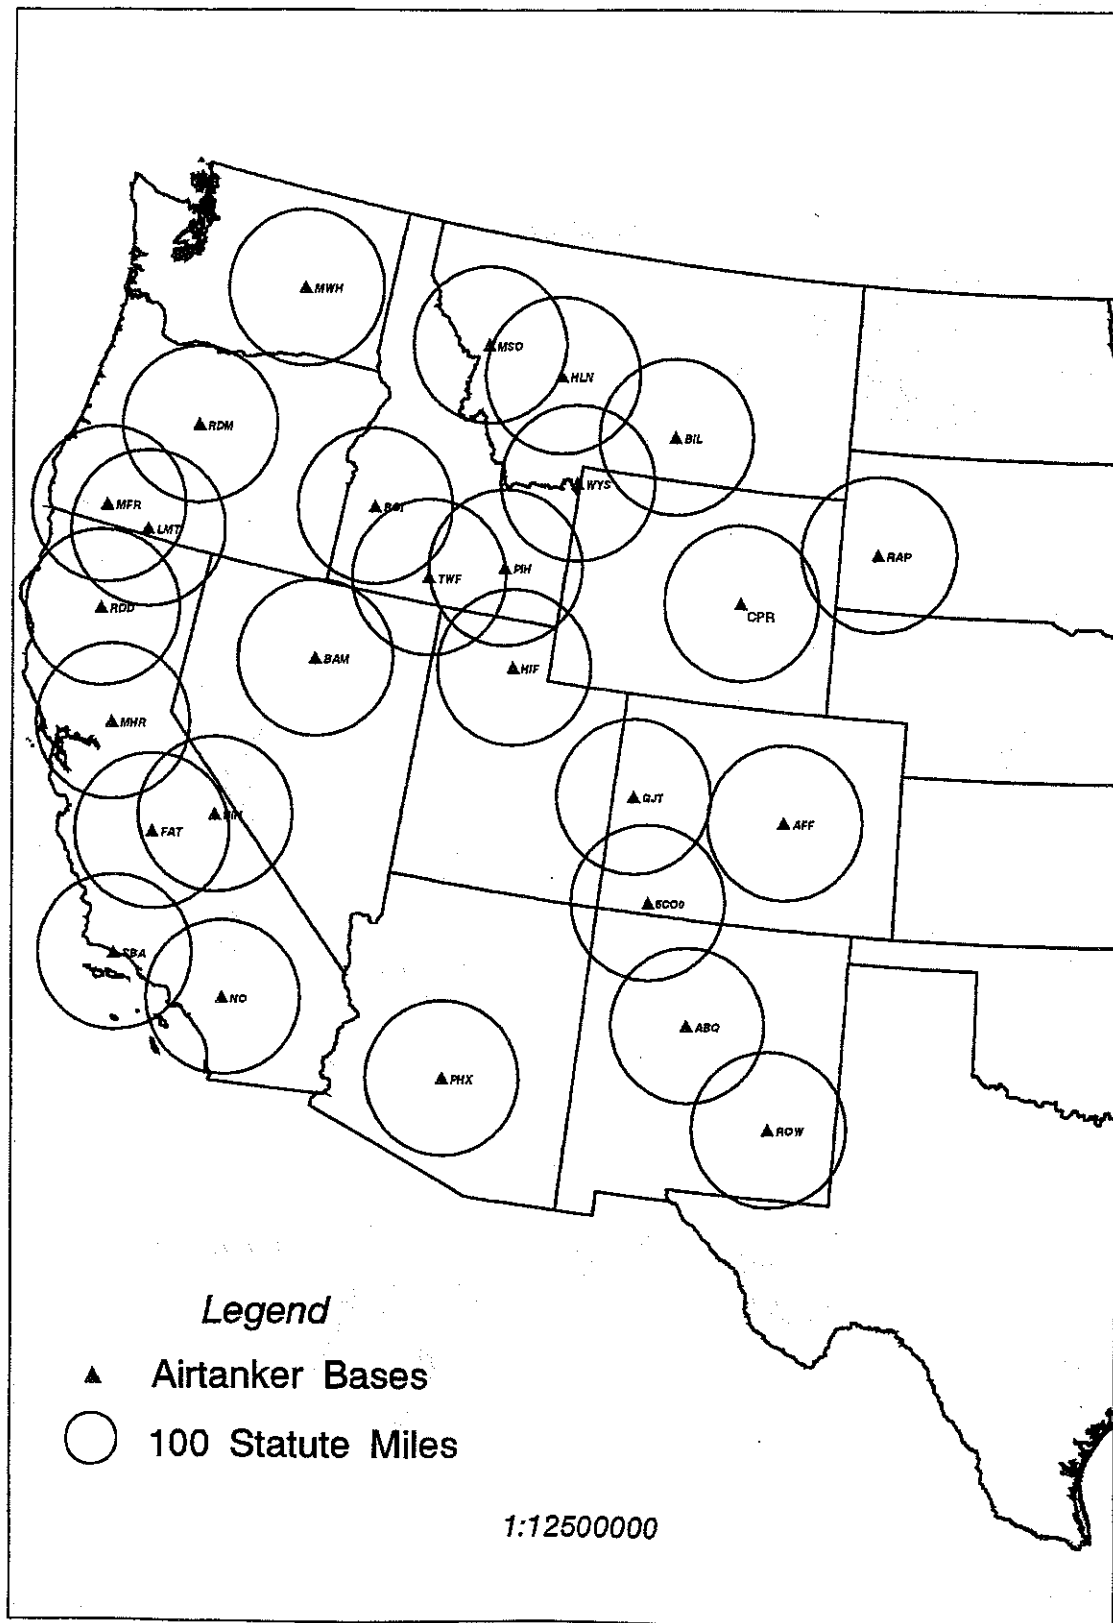 MWH
MSO
HLN
RDM
BIL
WYS
MFR
BOI
LMT
RAP
PIH
TWF
RDD
CPR
BAM
HIF
MHR
GJT
AFF
FAT
SBA
ABQ
PHX
ROW
Legend
Airtanker Bases
100 Statute Miles
1:12500000